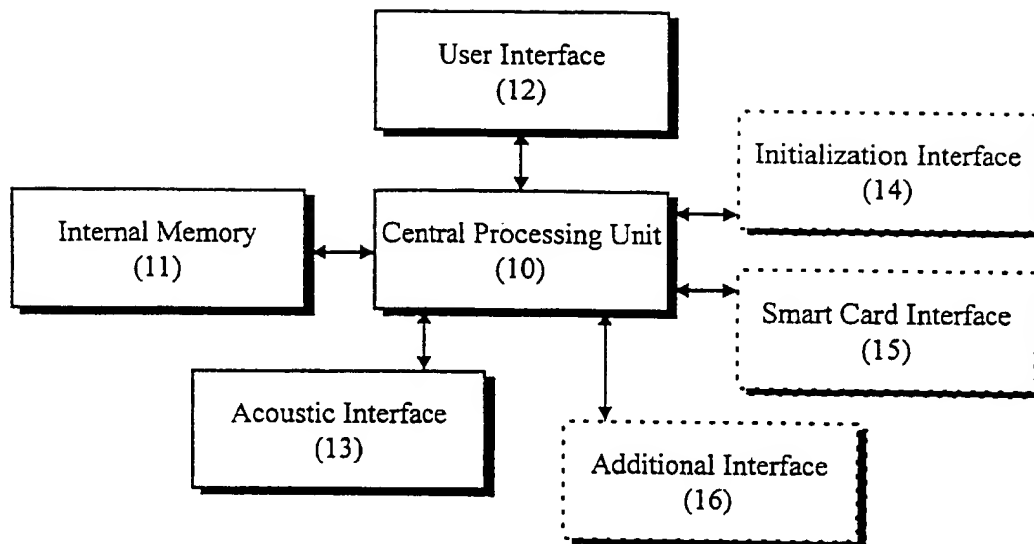 User Interface
(12)
Initialization Interface
(14)
Internal Memory
(11)
Central Processing Unit
(10)
Smart Card Interface
(15)
Acoustic Interface
(13)
Additional Interface
(16)